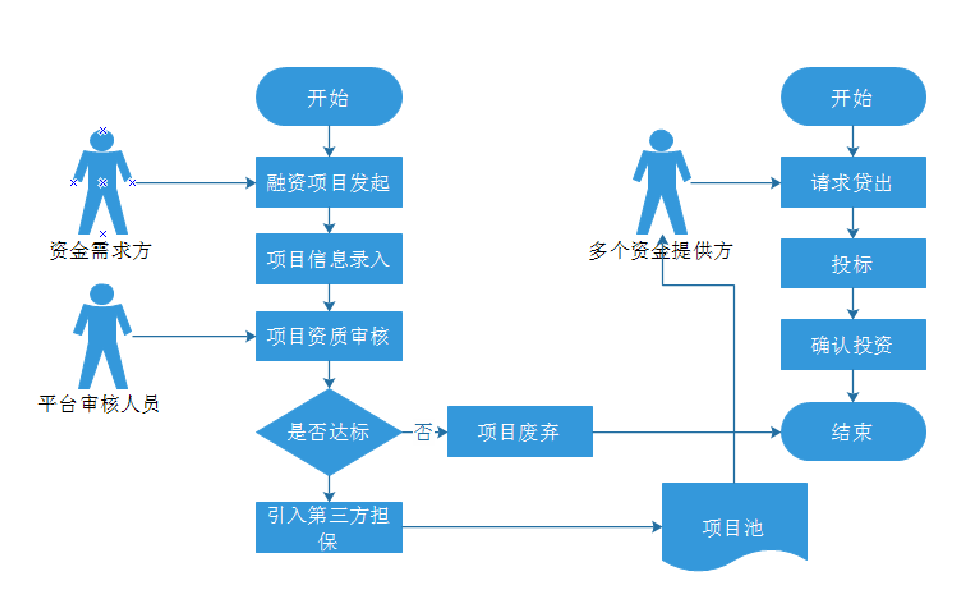 开始
开始
融资项目发起
请求贷出
资金需求方
多个资金提供方
项目信息录入
投标
项目资质审核
确认投资
平台审核人员
是否达标
否
项目废弃
结束
引入第三方担
保
项目池